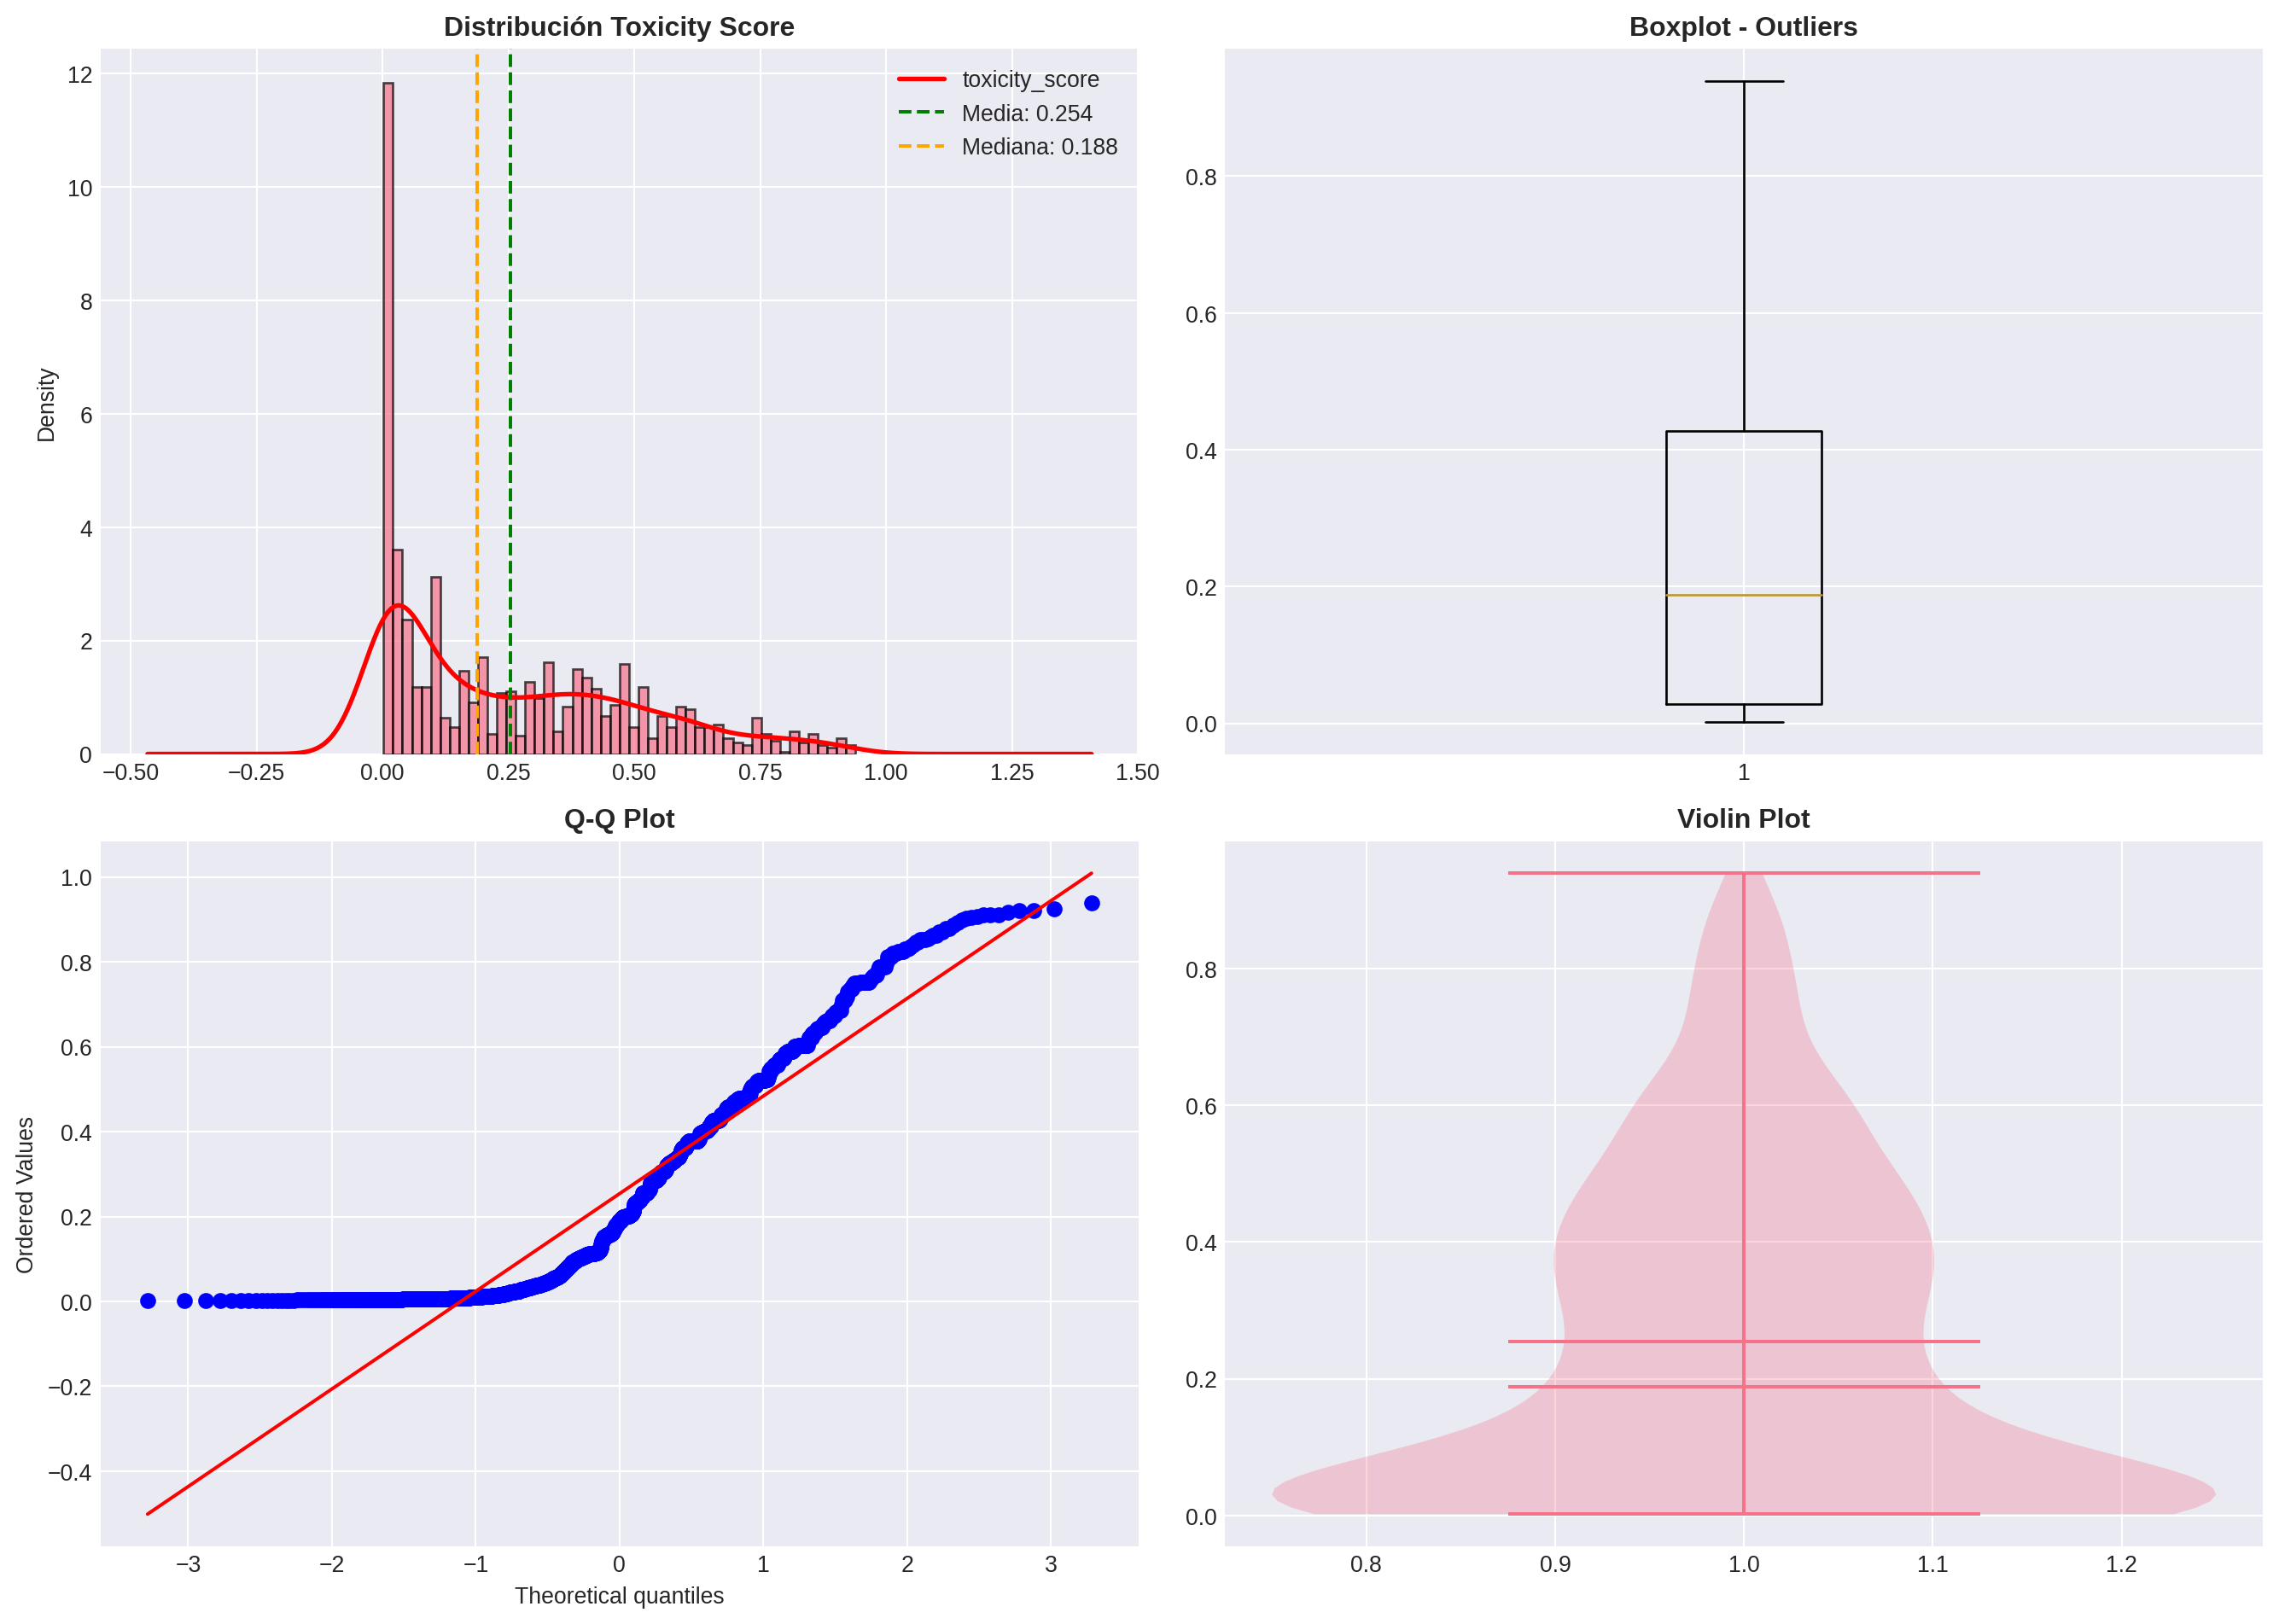 Distribución Toxicity Score
Density
12
10
8
6
4
2
0
−0.50 −0.25 0.00 0.25 0.50 0.75 1.00 1.25 1.50
toxicity_score
Media: 0.254
Mediana: 0.188
Boxplot - Outliers
0.8
0.6
0.4
0.2
0.0
1
Q-Q Plot
Ordered Values
1.0
0.8
0.6
0.4
0.2
0.0
−0.2
−0.4
−3 −2 −1 0 1 2 3
Theoretical quantiles
Violin Plot
0.8
0.6
0.4
0.2
0.0
0.8 0.9 1.0 1.1 1.2